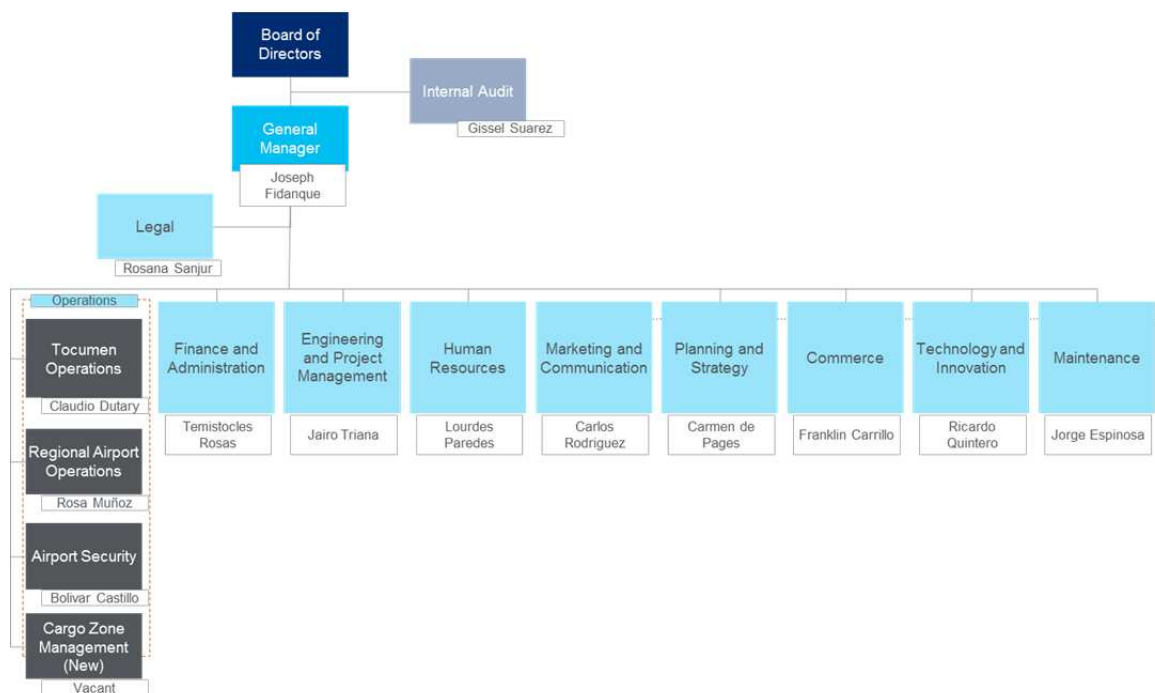 Board of
Directors
Internal Audit
Gissel Suarez
General
Manager
Joseph
Fidanque
Legal
Rosana Sanjur
Operations
Tocumen
Operations
Claudio Dutary
Regional Airport
Operations
Rosa Muñoz
Airport Security
Bolivar Castillo
Cargo Zone
Management
(New)
Vacant
Finance and
Administration
Temistocles
Rosas
Engineering
and Project
Management
Jairo Triana
Human
Resources
Lourdes
Paredes
Marketing and
Communication
Carlos
Rodriguez
Planning and
Strategy
Carmen de
Pages
Commerce
Franklin Carrillo
Technology and
Innovation
Ricardo
Quintero
Maintenance
Jorge Espinosa